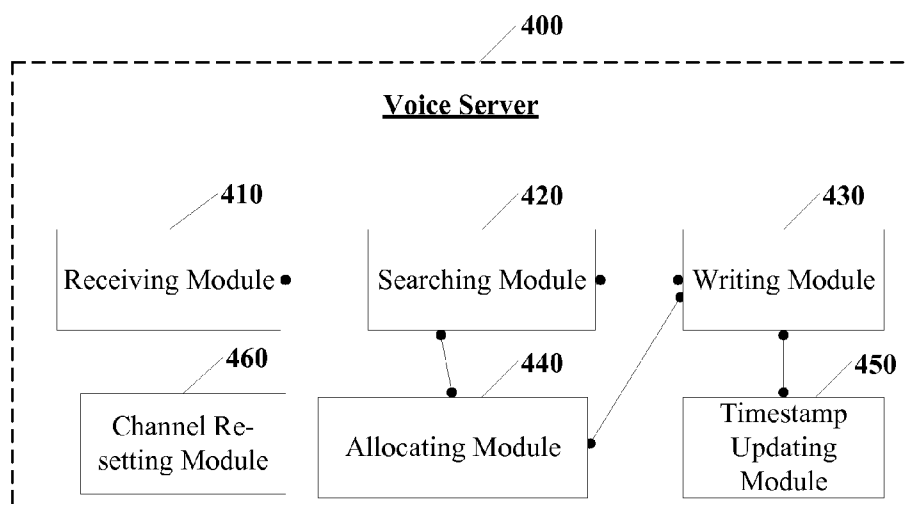 400
Voice Server
410
420
430
Receiving Module
Searching Module
Writing Module
460
440
450
Channel Re-
setting Module
Allocating Module
Timestamp
Updating
Module